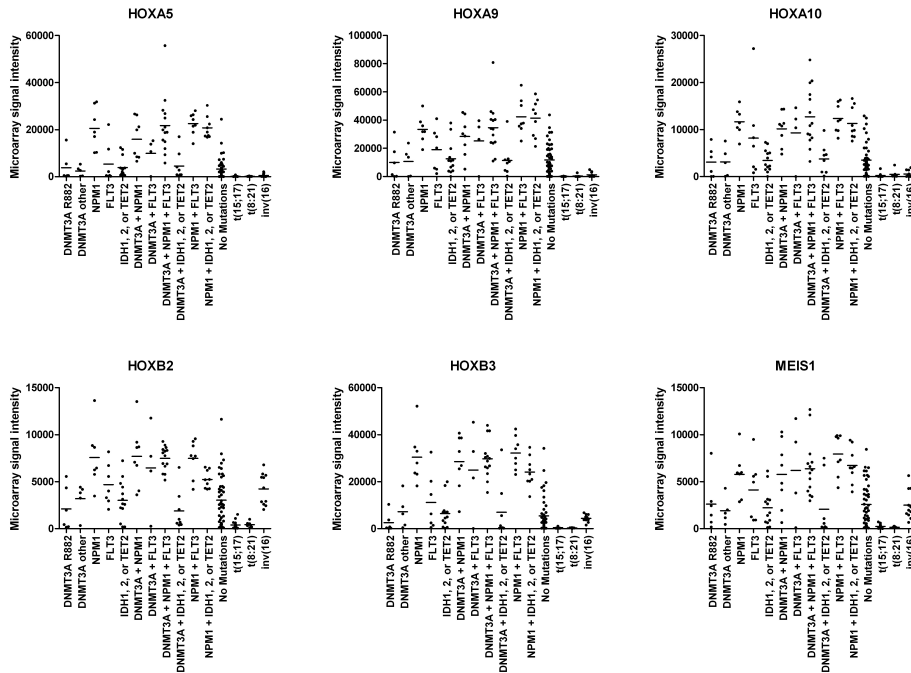 HOXA5
Microarray signal intensity
60000
40000
20000
0
DNMT3A R882
DNMT3A other
NPM1
FLT3
IDH1, 2, or TET2
DNMT3A + NPM1
DNMT3A + FLT3
DNMT3A + NPM1 + FLT3
DNMT3A + IDH1, 2, or TET2
NPM1 + FLT3
NPM1 + IDH1, 2, or TET2
No Mutations
t(15;17)
t(8:21)
inv(16)
HOXA9
Microarray signal intensity
100000
80000
60000
40000
20000
0
DNMT3A R882
DNMT3A other
NPM1
FLT3
IDH1, 2, or TET2
DNMT3A + NPM1
DNMT3A + FLT3
DNMT3A + NPM1 + FLT3
DNMT3A + IDH1, 2, or TET2
NPM1 + FLT3
NPM1 + IDH1, 2, or TET2
No Mutations
t(15;17)
t(8:21)
inv(16)
HOXA10
Microarray signal intensity
30000
20000
10000
0
DNMT3A R882
DNMT3A other
NPM1
FLT3
IDH1, 2, or TET2
DNMT3A + NPM1
DNMT3A + FLT3
DNMT3A + NPM1 + FLT3
DNMT3A + IDH1, 2, or TET2
NPM1 + FLT3
NPM1 + IDH1, 2, or TET2
No Mutations
t(15;17)
t(8:21)
inv(16)
HOXB2
Microarray signal intensity
15000
10000
5000
0
DNMT3A R882
DNMT3A other
NPM1
FLT3
IDH1, 2, or TET2
DNMT3A + NPM1
DNMT3A + FLT3
DNMT3A + NPM1 + FLT3
DNMT3A + IDH1, 2, or TET2
NPM1 + FLT3
NPM1 + IDH1, 2, or TET2
No Mutations
t(15;17)
t(8:21)
inv(16)
HOXB3
Microarray signal intensity
60000
40000
20000
0
DNMT3A R882
DNMT3A other
NPM1
FLT3
IDH1, 2, or TET2
DNMT3A + NPM1
DNMT3A + FLT3
DNMT3A + NPM1 + FLT3
DNMT3A + IDH1, 2, or TET2
NPM1 + FLT3
NPM1 + IDH1, 2, or TET2
No Mutations
t(15;17)
t(8:21)
inv(16)
MEIS1
Microarray signal intensity
15000
10000
5000
0
DNMT3A R882
DNMT3A other
NPM1
FLT3
IDH1, 2, or TET2
DNMT3A + NPM1
DNMT3A + FLT3
DNMT3A + NPM1 + FLT3
DNMT3A + IDH1, 2, or TET2
NPM1 + FLT3
NPM1 + IDH1, 2, or TET2
No Mutations
t(15;17)
t(8:21)
inv(16)